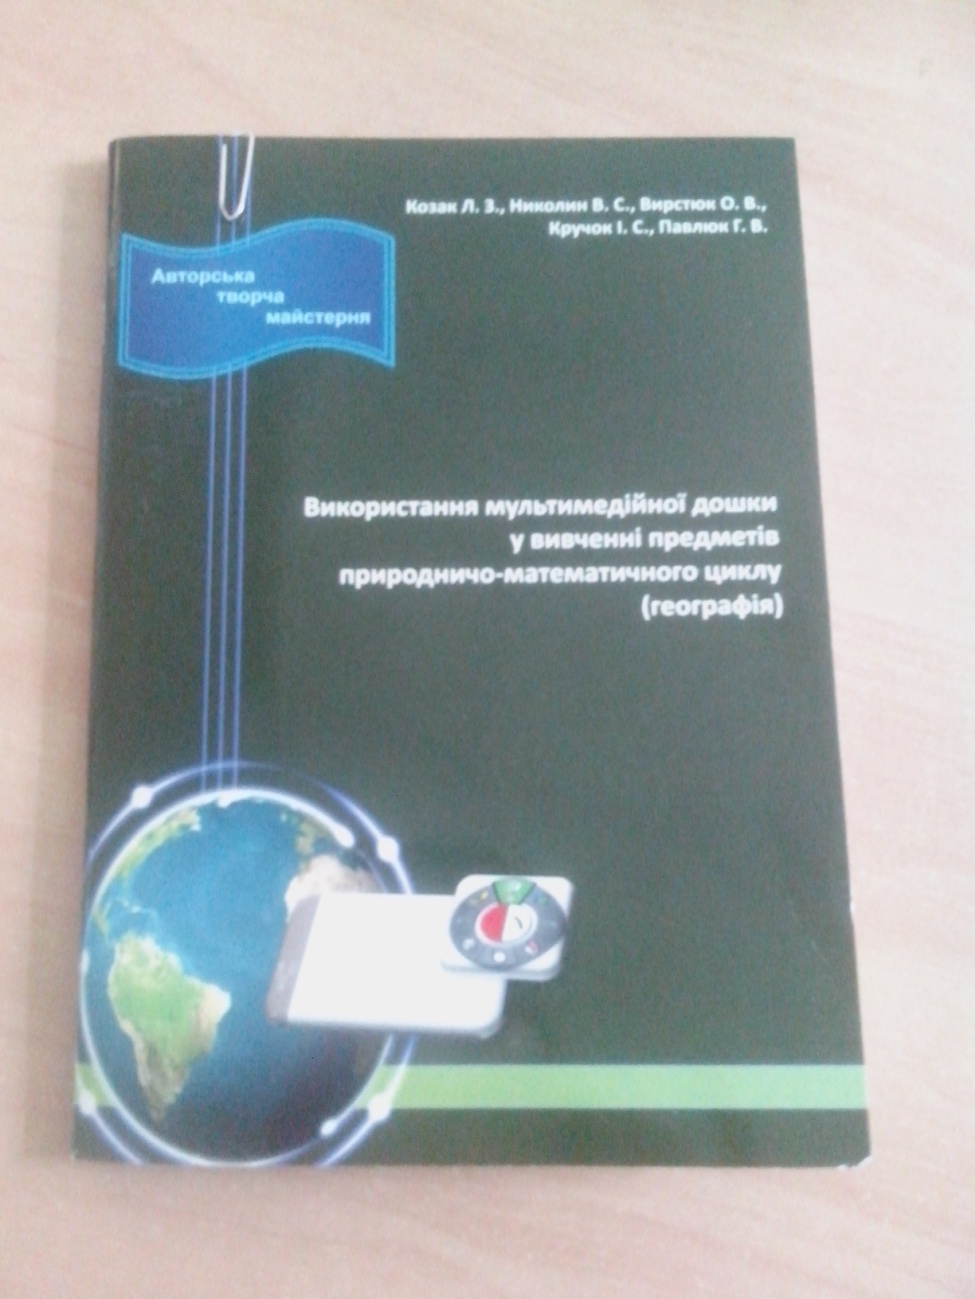 Козак Л. З., Николин В. С., Вирстюк О. В.,
Кручок І. С., Павлюк Г. В.
Авторська
творча
майстерня
Використання мультимедійної дошки
у вивченні предметів
природничо-математичного циклу
(географія)